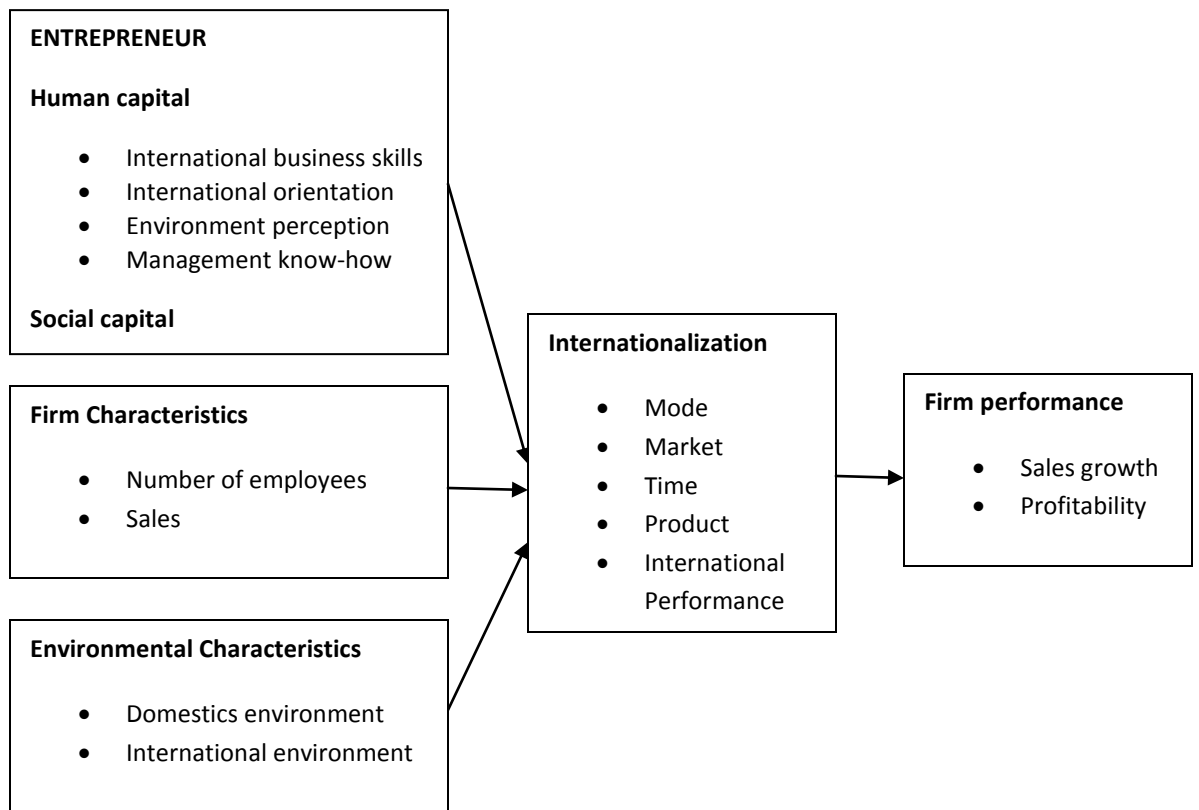 ENTREPRENEUR
Human capital
• International business skills
• International orientation
• Environment perception
• Management know-how
Social capital
Firm Characteristics
• Number of employees
• Sales
Environmental Characteristics
• Domestics environment
• International environment
Internationalization
• Mode
• Market
• Time
• Product
• International
Performance
Firm performance
• Sales growth
• Profitability